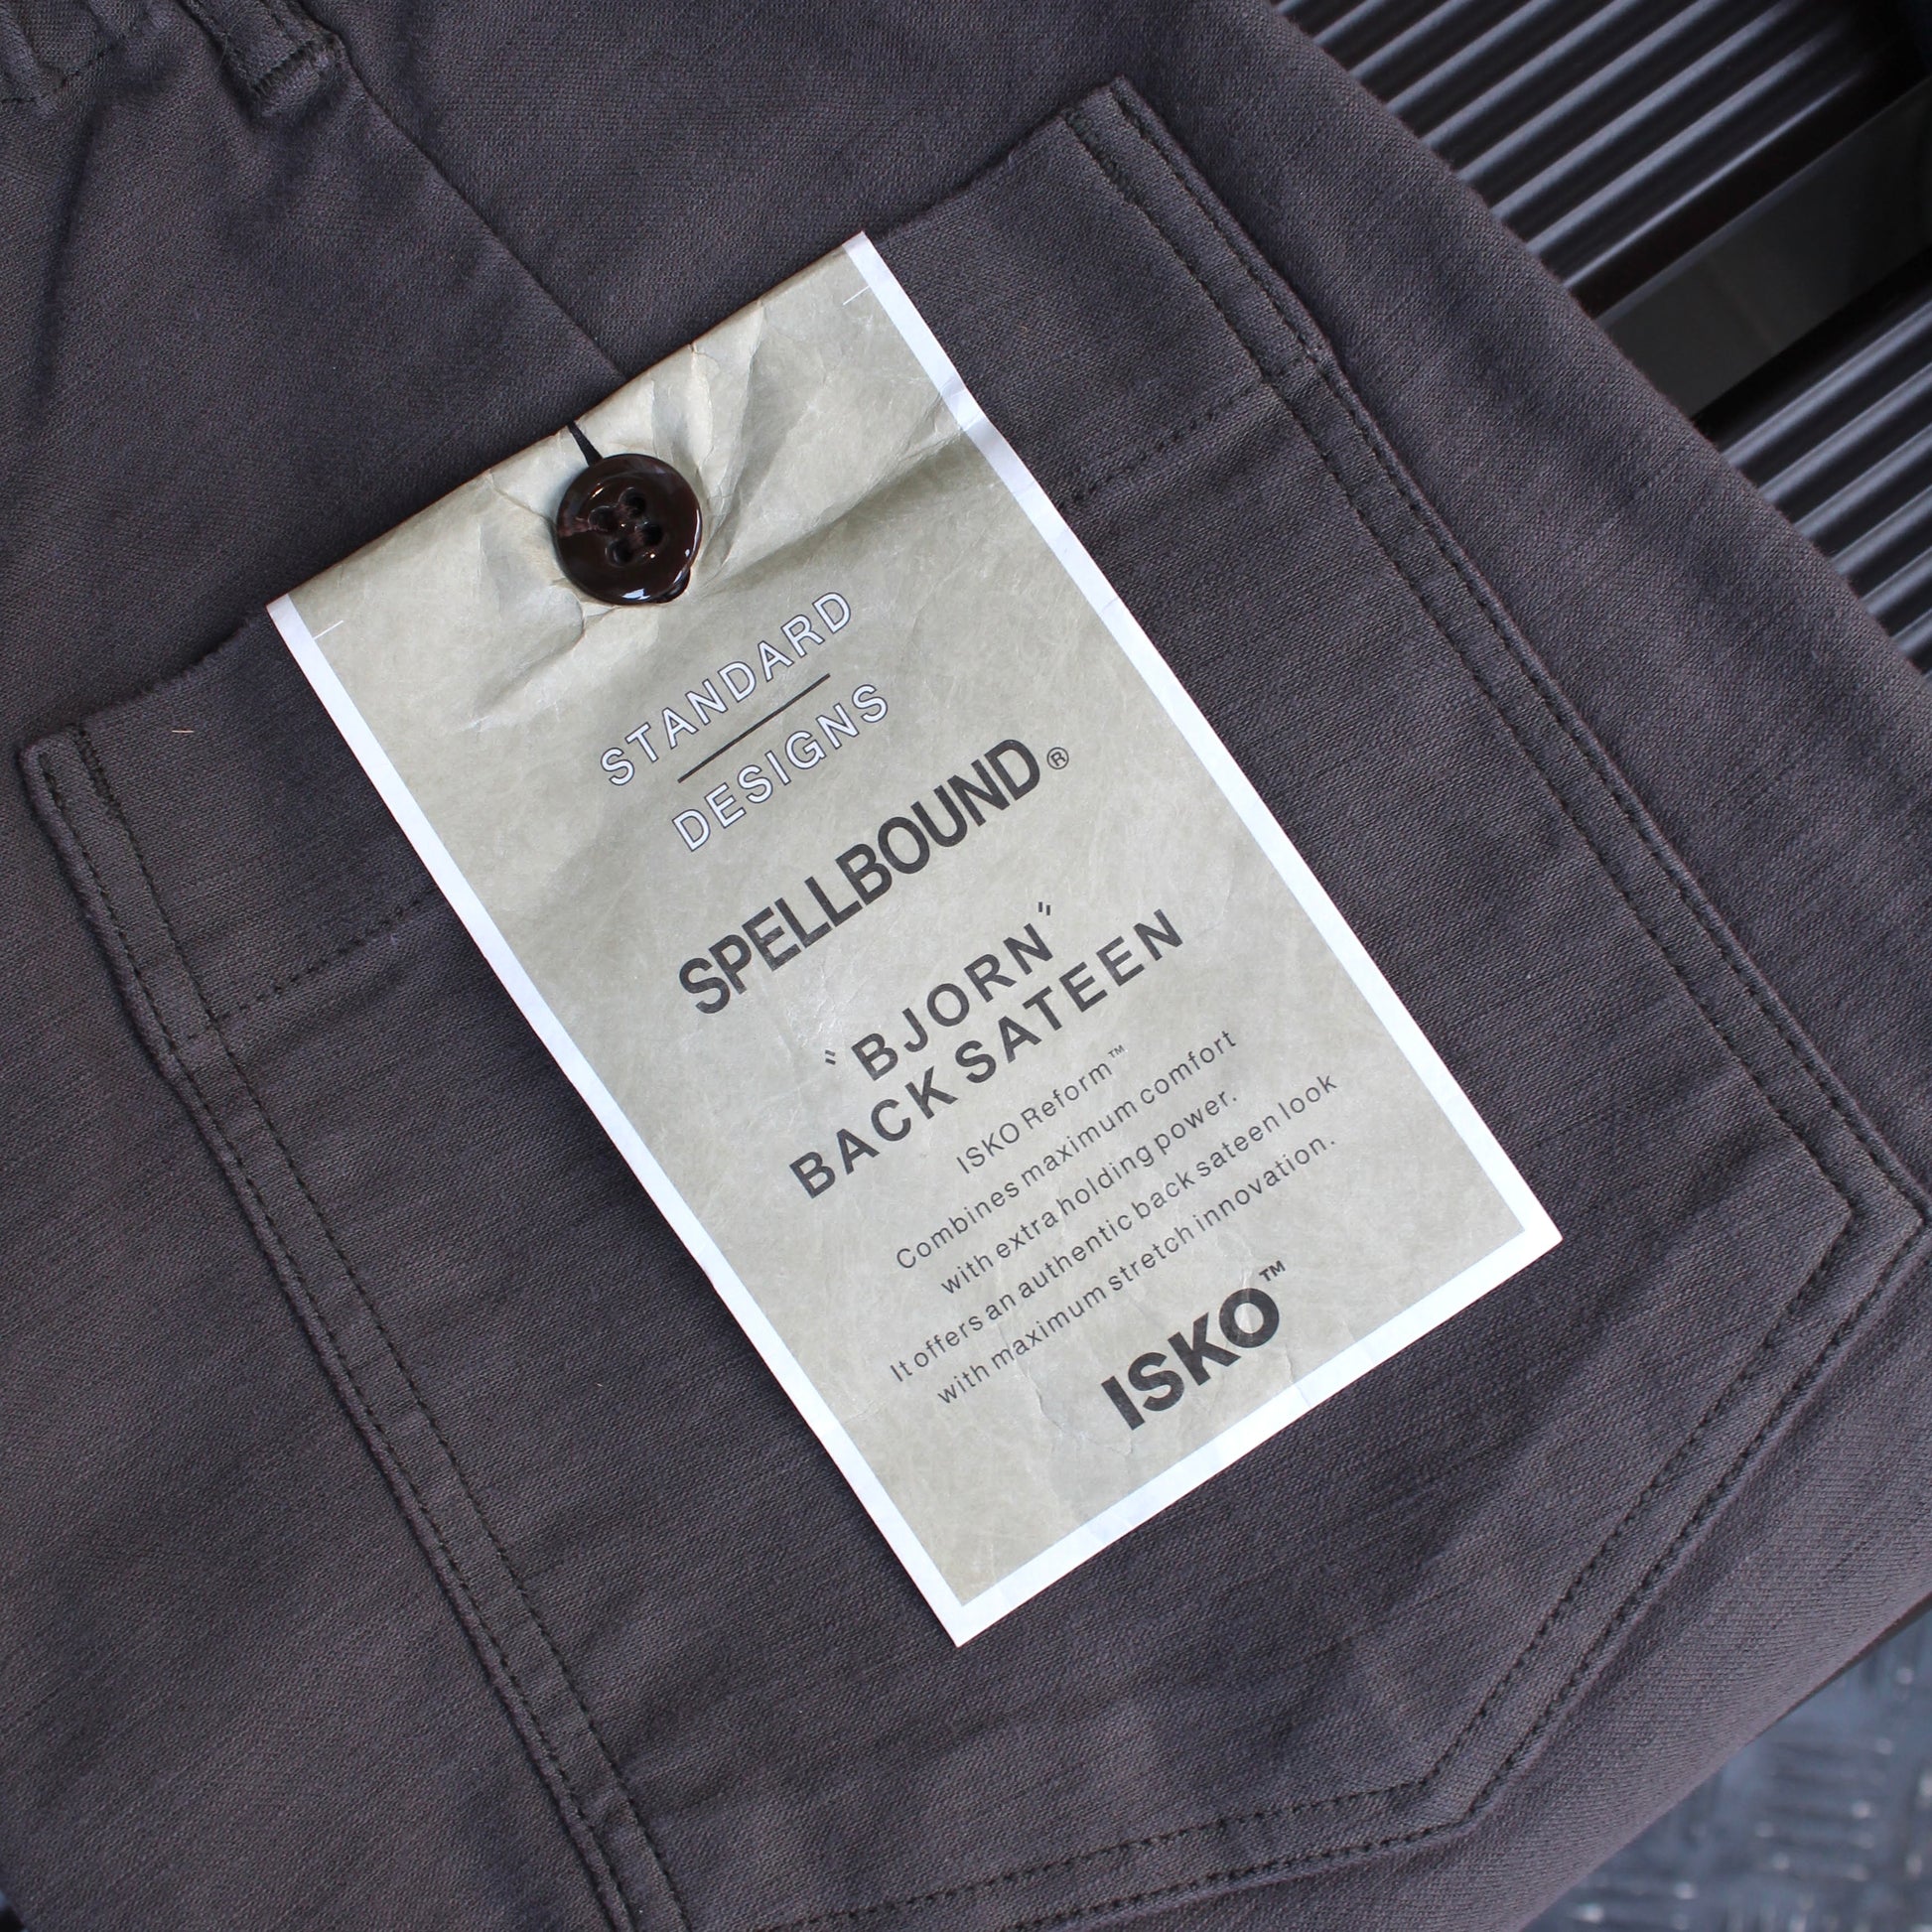 STANDARD
DESIGNS
SPELLBOUND®
"BJORN"
BACK SATEEN
ISKO Reform™
Combines maximum comfort
with extra holding power.
It offers an authentic back sateen look
with maximum stretch innovation.
ISKO™